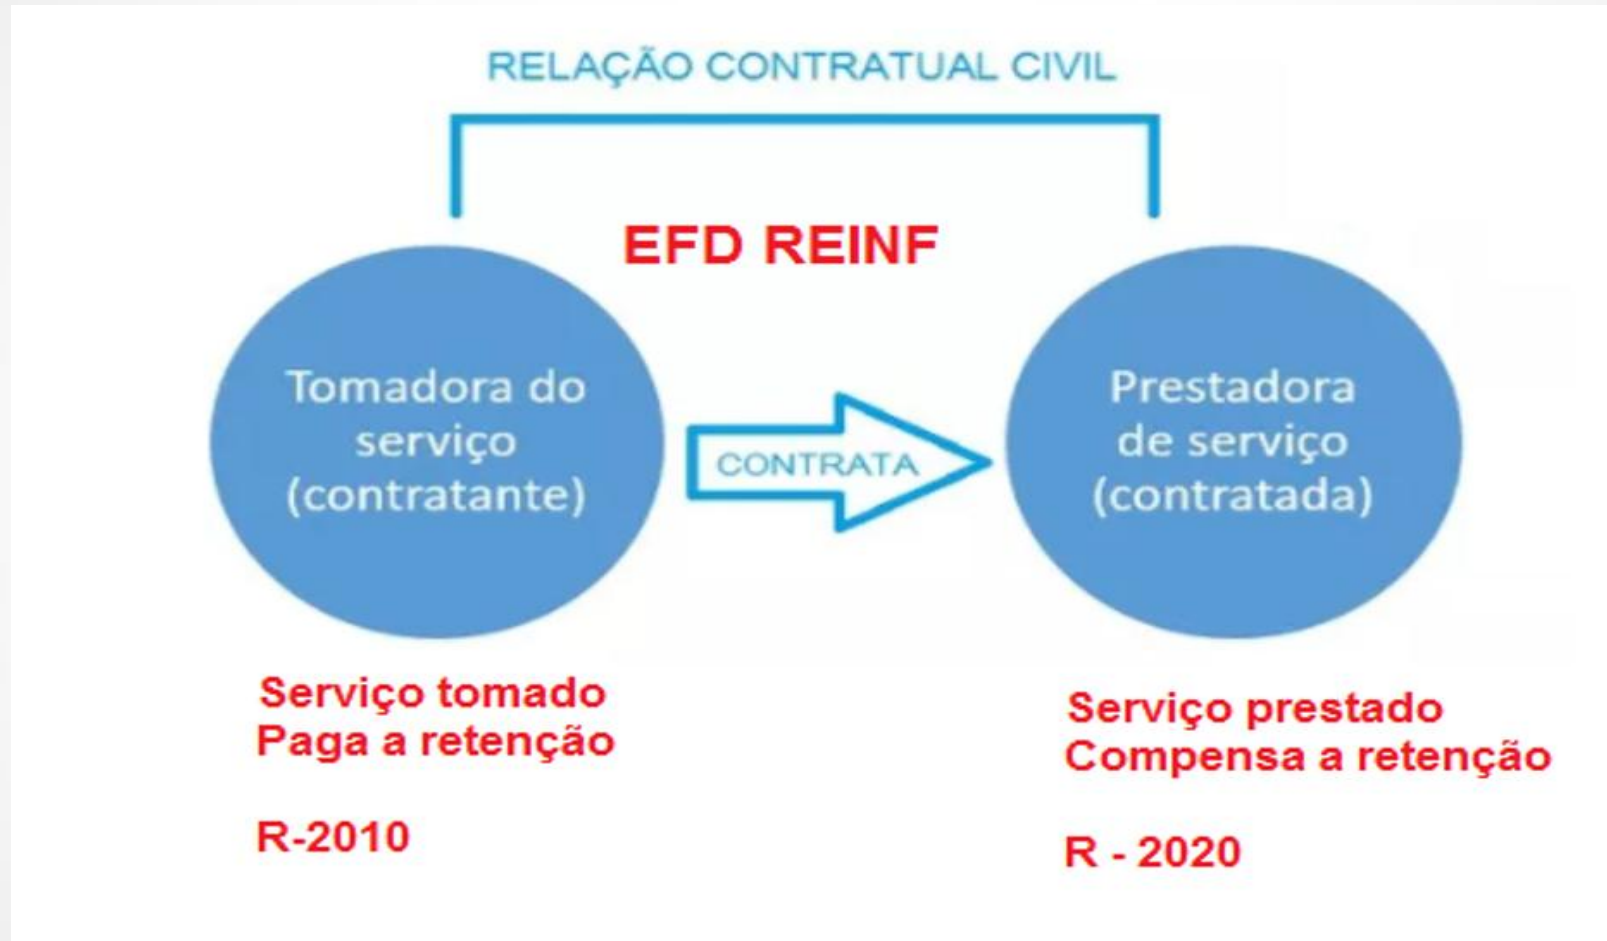 RELAÇÃO CONTRATUAL CIVIL
EFD REINF
Tomadora do
serviço
(contratante)
CONTRATA
Prestadora
de serviço
(contratada)
Serviço tomado
Paga a retenção
R-2010
Serviço prestado
Compensa a retenção
R - 2020